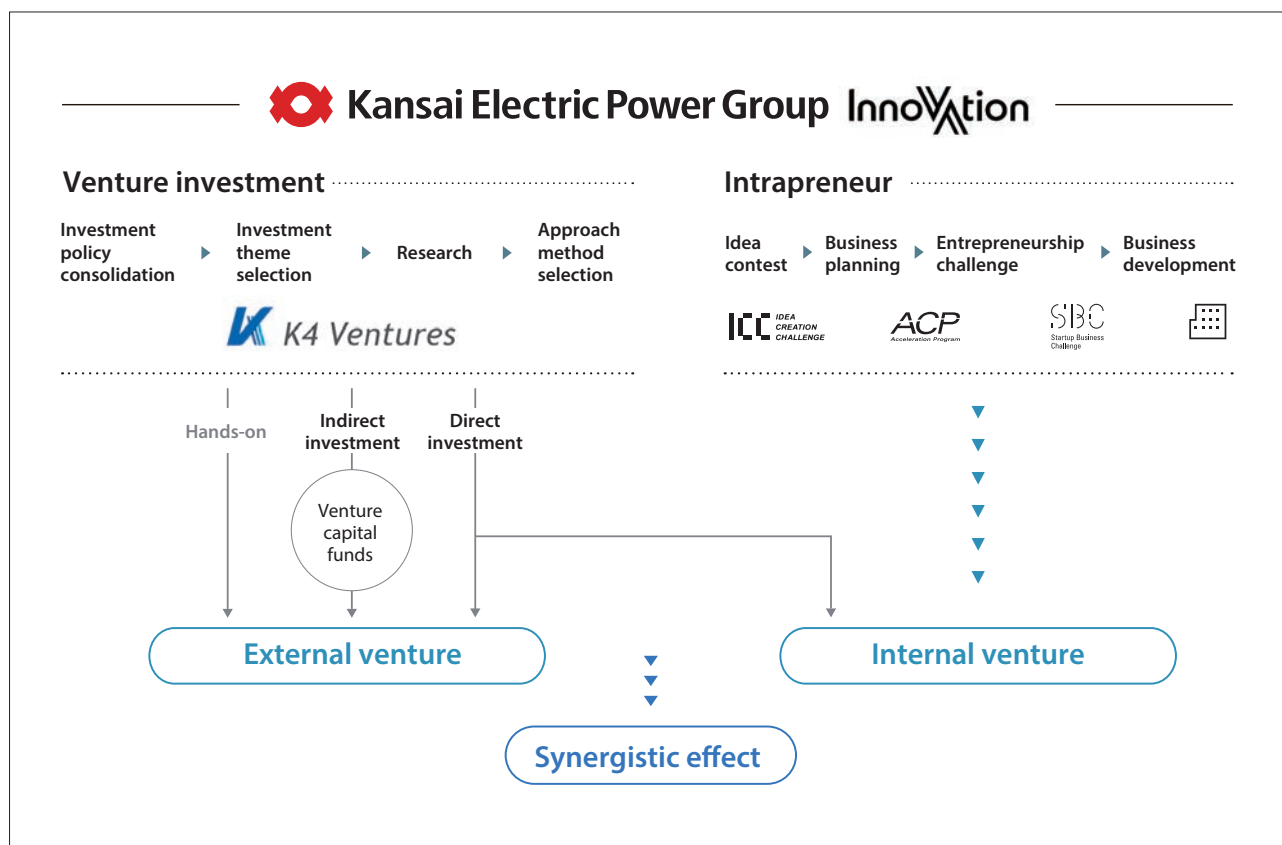 Kansai Electric Power Group InnoVAtion
Venture investment
Investment
policy
consolidation
Investment
theme
selection
Research
Approach
method
selection
K4 Ventures
Intrapreneur
Idea
contest
Business
planning
Entrepreneurship
challenge
Business
development
ICC IDEA
CREATION
CHALLENGE
ACP
Acceleration Program
SBC
Startup Business
Challenge
Hands-on
Indirect
investment
Direct
investment
Venture
capital
funds
External venture
Internal venture
Synergistic effect